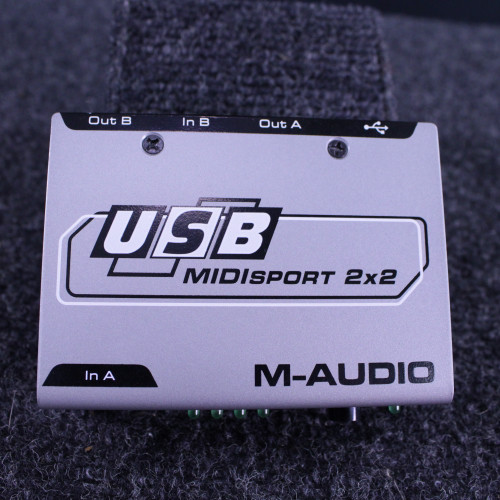 Out B In B Out A
USB
MIDISPORT 2x2
In A
M-AUDIO